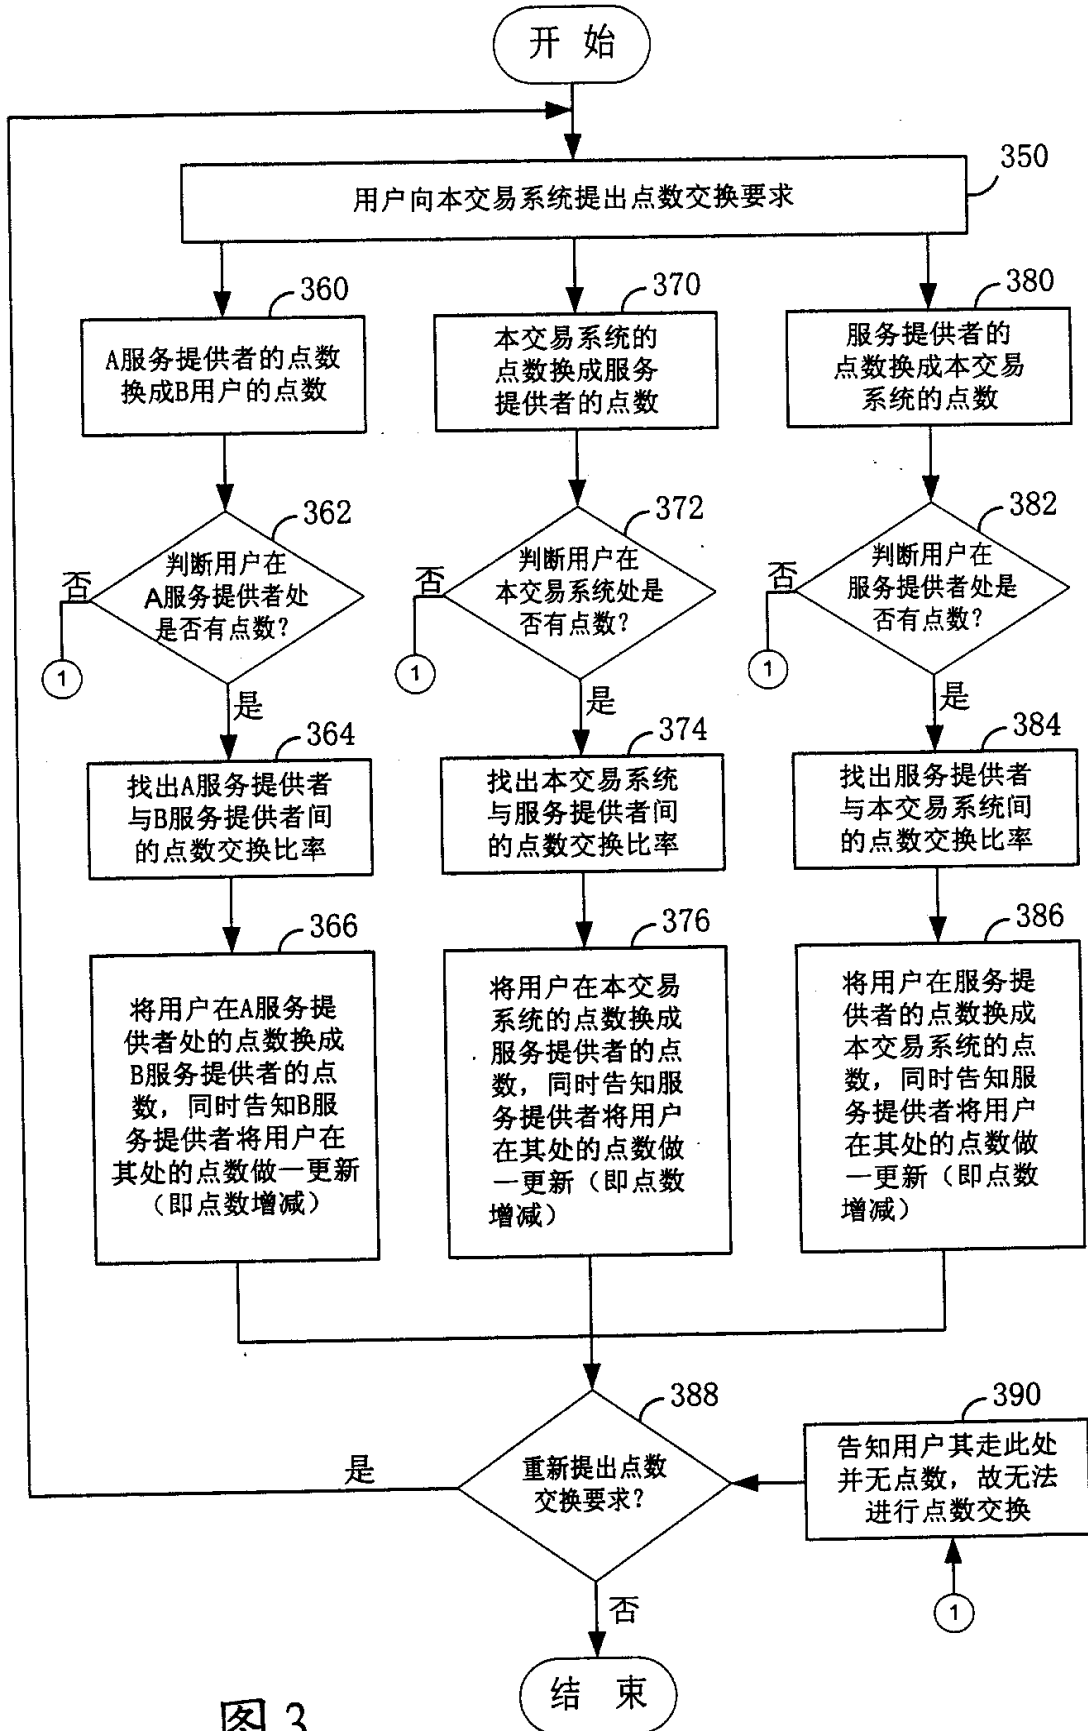 开 始
350
用户向本交易系统提出点数交换要求
360
A服务提供者的点数
换成B用户的点数
370
本交易系统的
点数换成服务
提供者的点数
380
服务提供者的
点数换成本交易
系统的点数
362
判断用户在
A服务提供者处
是否有点数?
否
1
是
372
判断用户在
本交易系统处是
否有点数?
否
1
是
382
判断用户在
服务提供者处是
否有点数?
否
1
是
364
找出A服务提供者
与B服务提供者间
的点数交换比率
374
找出本交易系统
与服务提供者间
的点数交换比率
384
找出服务提供者
与本交易系统间
的点数交换比率
366
将用户在A服务提
供者处的点数换成
B服务提供者的点
数，同时告知B服
务提供者将用户在
其处的点数做一更新
（即点数增减）
376
将用户在本交易
系统的点数换成
服务提供者的点
数，同时告知服
务提供者将用户
在其处的点数做
一更新（即点数
增减）
386
将用户在服务提
供者的点数换成
本交易系统的点
数，同时告知服
务提供者将用户
在其处的点数做
一更新（即点数
增减）
388
重新提出点数
交换要求?
是
否
390
告知用户其走此处
并无点数，故无法
进行点数交换
1
结 束
图 3